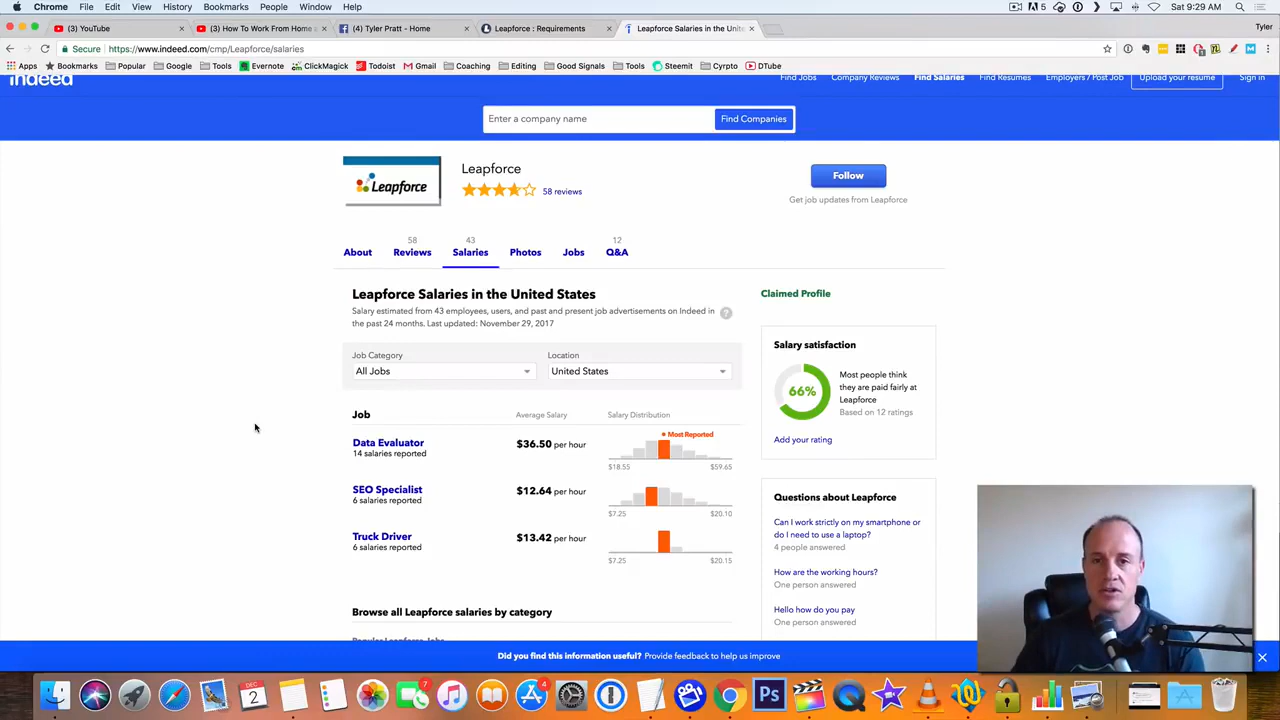 Chrome File Edit View History Bookmarks People Window Help
5 Sat 9:29 AM
(3) YouTube
(3) How To Work From Home
(4) Tyler Pratt - Home
Leapforce : Requirements
Leapforce Salaries in the Unit
Tyler
Secure https://www.indeed.com/cmp/Leapforce/salaries
Apps Bookmarks Popular Google Tools Evernote ClickMagick Todoist Gmail Coaching Editing Good Signals Tools Steemit Cyrpto DTube
indeed
Find Jobs Company Reviews Find Salaries Find Resumes Employers / Post Job Upload your resume Sign in
Enter a company name Find Companies
Leapforce
Leapforce
58 reviews
Follow
Get job updates from Leapforce
58 43 12
About Reviews Salaries Photos Jobs Q&A
Leapforce Salaries in the United States
Salary estimated from 43 employees, users, and past and present job advertisements on Indeed in
the past 24 months. Last updated: November 29, 2017
?
Job Category Location
All Jobs United States
Job Average Salary Salary Distribution
Most Reported
Data Evaluator $36.50 per hour
14 salaries reported
$18.55 $59.65
SEO Specialist $12.64 per hour
6 salaries reported
$7.25 $20.10
Truck Driver $13.42 per hour
6 salaries reported
$7.25 $20.15
Browse all Leapforce salaries by category
Popular Leapforce Jobs
Claimed Profile
Salary satisfaction
66%
Most people think
they are paid fairly at
Leapforce
Based on 12 ratings
Add your rating
Questions about Leapforce
Can I work strictly on my smartphone or
do I need to use a laptop?
4 people answered
How are the working hours?
One person answered
Hello how do you pay
One person answered
Did you find this information useful? Provide feedback to help us improve
DEC
2
7
4
Ps